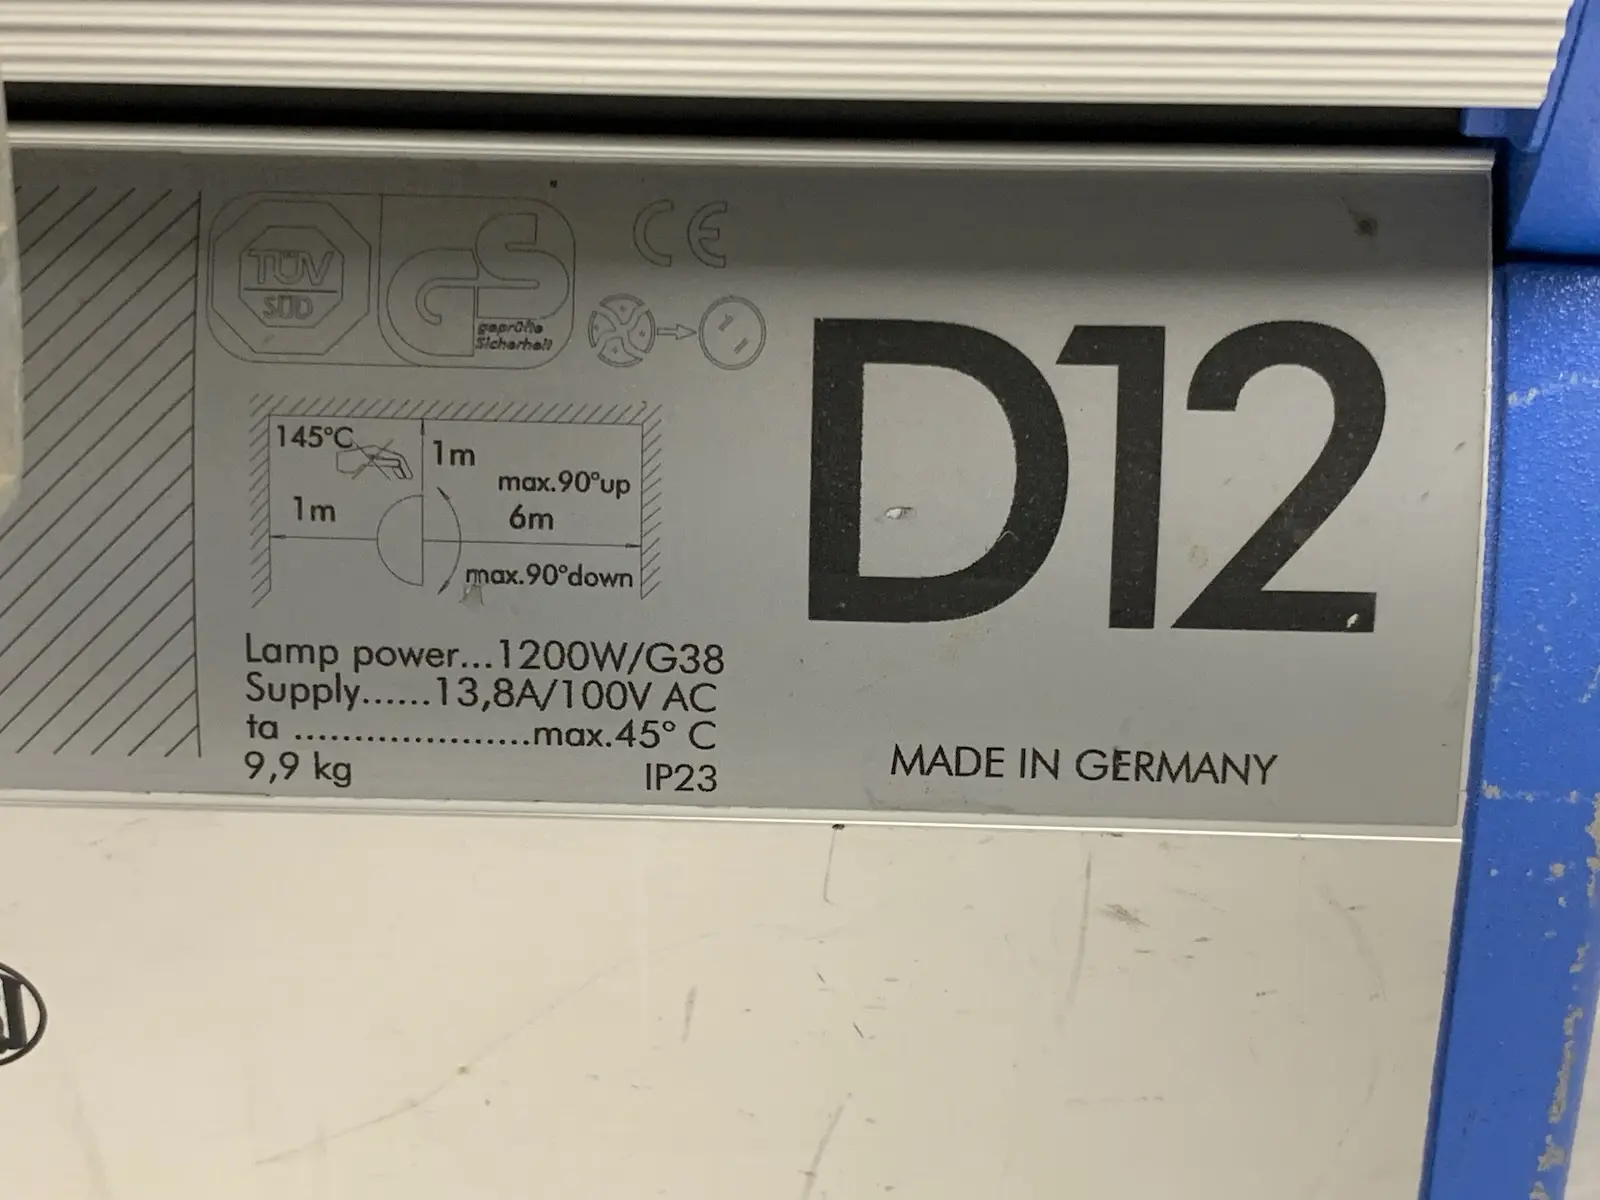 TÜV
SÜD
GS
geprüfte
Sicherheit
CE
D12
145°C
1m
max.90°up
1m
6m
max.90°down
Lamp power...1200W/G38
Supply......13,8A/100V AC
ta ....................max.45° C
9,9 kg IP23
MADE IN GERMANY